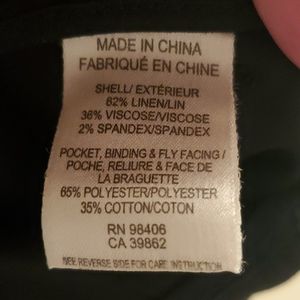 MADE IN CHINA
FABRIQUÉ EN CHINE
SHELL/ EXTÉRIEUR
62% LINEN/LIN
36% VISCOSE/VISCOSE
2% SPANDEX/SPANDEX
POCKET, BINDING & FLY FACING /
POCHE, RELIURE & FACE DE
LA BRAGUETTE
65% POLYESTER/POLYESTER
35% COTTON/COTON
RN 98406
CA 39862
SEE REVERSE SIDE FOR CARE INSTRUCTION